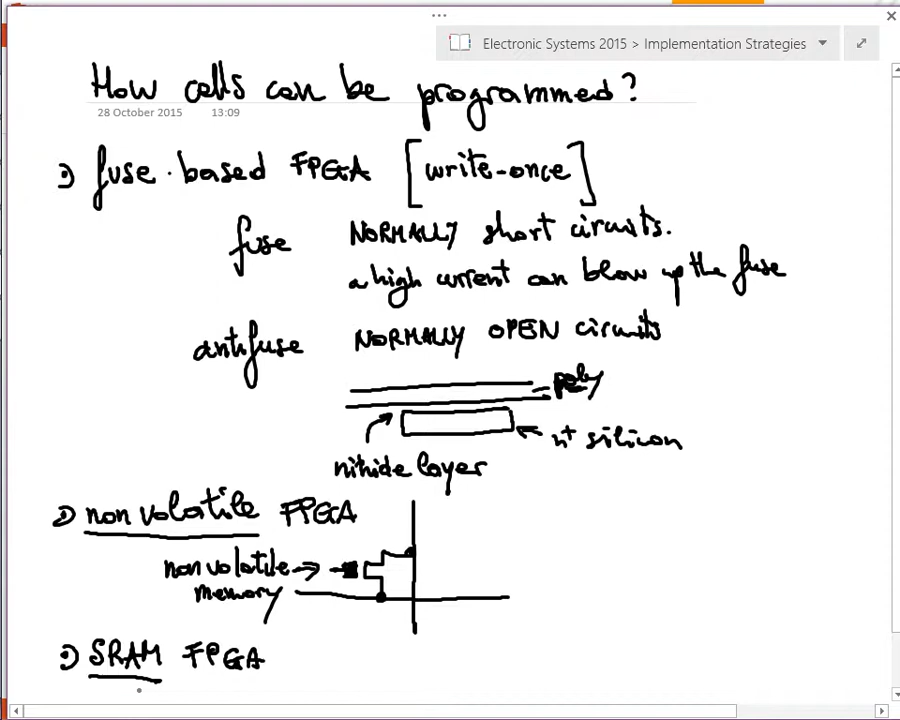 Electronic Systems 2015 > Implementation Strategies
How cells can be programmed?
28 October 2015 13:09
fuse-based FPGA [write-once]
fuse NORMALLY short circuits.
a high current can blow up the fuse
antifuse NORMALLY OPEN circuits
poly
n+ silicon
nitride layer
non volatile FPGA
non volatile
memory
SRAM FPGA